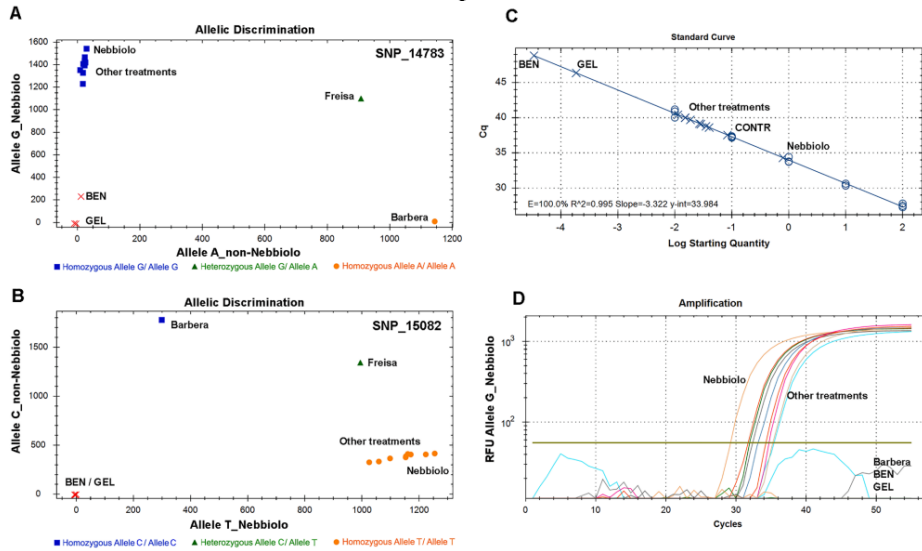 A
Allelic Discrimination
SNP_14783
Allele G_Nebbiolo
1600
1400
1200
1000
800
600
400
200
0
Nebbiolo
Other treatments
Freisa
BEN
GEL
Barbera
0 200 400 600 800 1000 1200
Allele A_non-Nebbiolo
Homozygous Allele G/ Allele G Heterozygous Allele G/ Allele A Homozygous Allele A/ Allele A
B
Allelic Discrimination
SNP_15082
Allele C_non-Nebbiolo
1500
1000
500
0
Barbera
Freisa
Other treatments
Nebbiolo
BEN / GEL
0 200 400 600 800 1000 1200
Allele T_Nebbiolo
Homozygous Allele C/ Allele C Heterozygous Allele C/ Allele T Homozygous Allele T/ Allele T
C
Standard Curve
Cq
45
40
35
30
BEN
GEL
Other treatments
CONTR
Nebbiolo
E=100.0% R^2=0.995 Slope=-3.322 y-int=33.984
-4 -3 -2 -1 0 1 2
Log Starting Quantity
D
Amplification
RFU Allele G_Nebbiolo
10³
10²
Nebbiolo
Other treatments
Barbera
BEN
GEL
0 10 20 30 40 50
Cycles